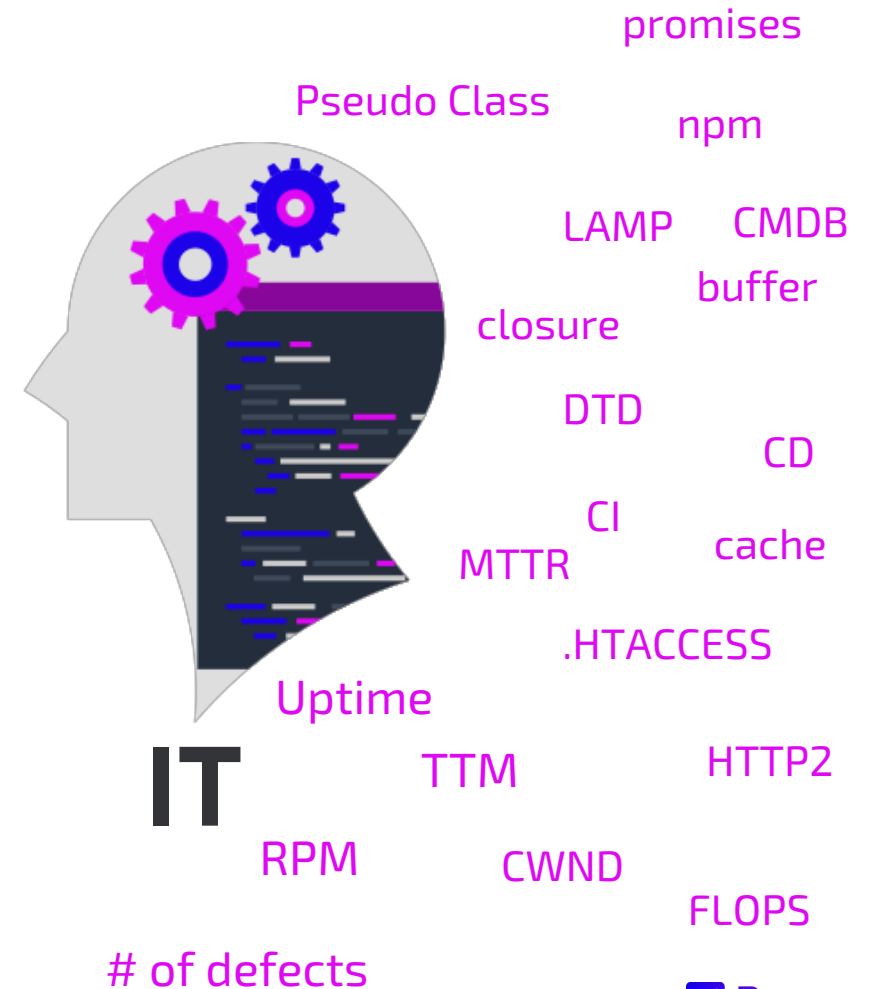 promises
Pseudo Class
npm
LAMP
CMDB
buffer
closure
DTD
CD
CI
cache
MTTR
.HTACCESS
Uptime
IT
TTM
HTTP2
RPM
CWND
FLOPS
# of defects